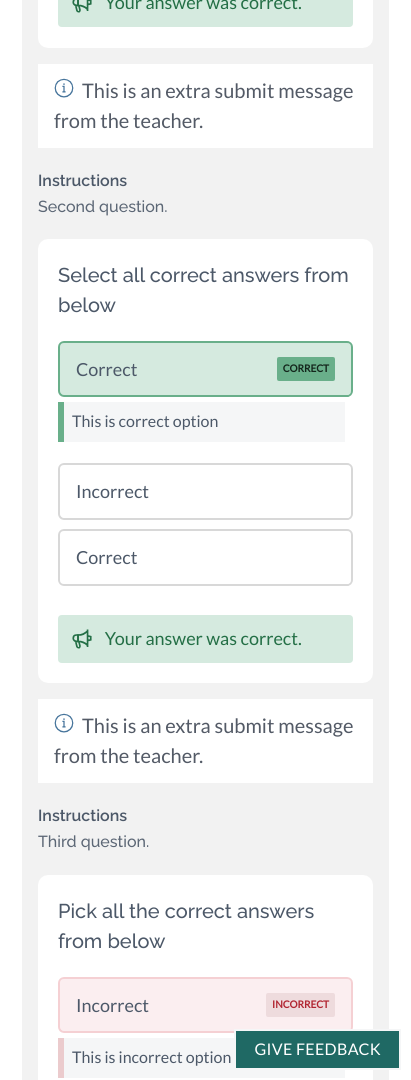 Your answer was correct.
This is an extra submit message
from the teacher.
Instructions
Second question.
Select all correct answers from
below
Correct
CORRECT
This is correct option
Incorrect
Correct
Your answer was correct.
This is an extra submit message
from the teacher.
Instructions
Third question.
Pick all the correct answers
from below
Incorrect
INCORRECT
This is incorrect option
GIVE FEEDBACK